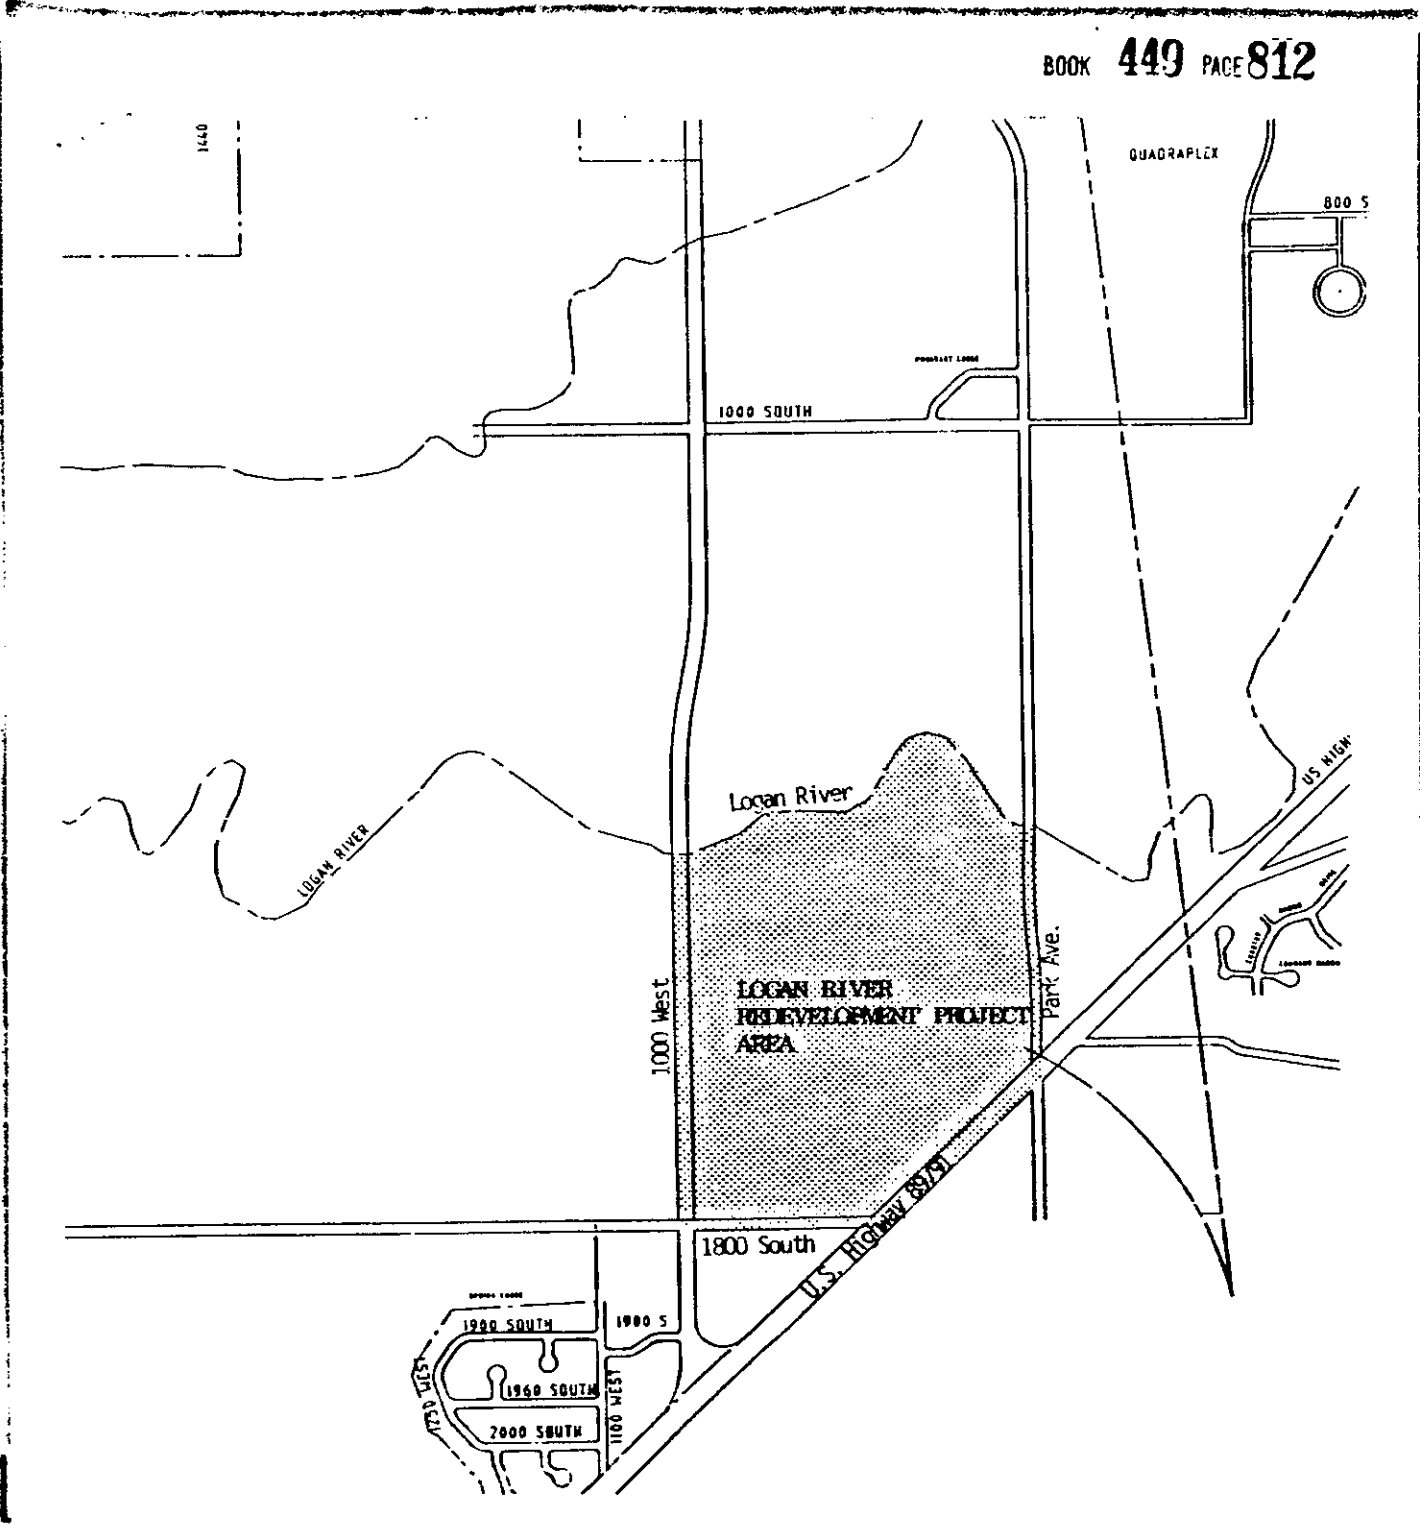 BOOK 449 PAGE 812
1440
QUADRAPLEX
800 S
1000 SOUTH
US HIGH
Logan River
LOGAN RIVER
Park Ave.
1000 West
LOGAN RIVER
REDEVELOPMENT PROJECT
AREA
U.S. Highway 89/91
1800 South
1900 SOUTH
1900 S
1250 WEST
1960 SOUTH
1100 WEST
2000 SOUTH